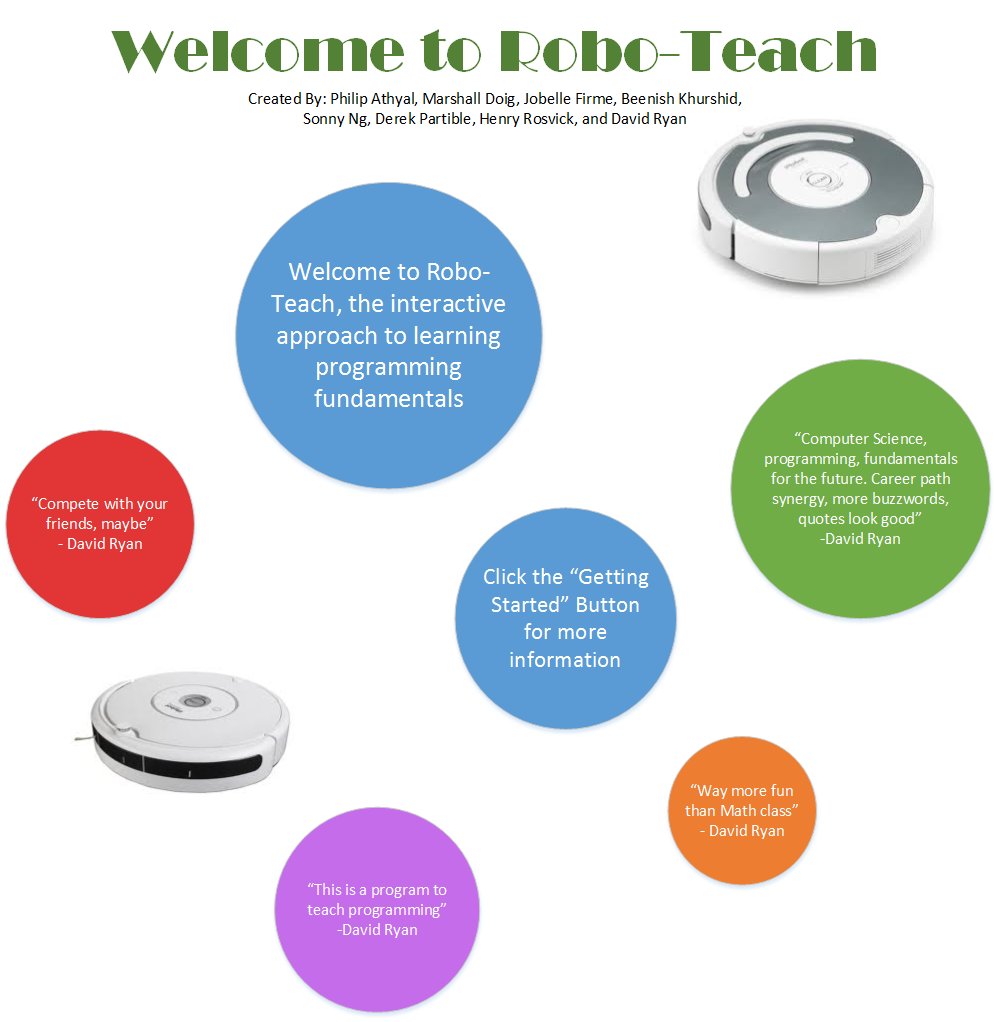 Welcome to Robo-Teach
Created By: Philip Athyal, Marshall Doig, Jobelle Firme, Beenish Khurshid,
Sonny Ng, Derek Partible, Henry Rosvick, and David Ryan
Welcome to Robo-
Teach, the interactive
approach to learning
programming
fundamentals
“Computer Science,
programming, fundamentals
for the future. Career path
synergy, more buzzwords,
quotes look good”
-David Ryan
“Compete with your
friends, maybe”
- David Ryan
Click the “Getting
Started” Button
for more
information
“Way more fun
than Math class”
- David Ryan
“This is a program to
teach programming”
-David Ryan